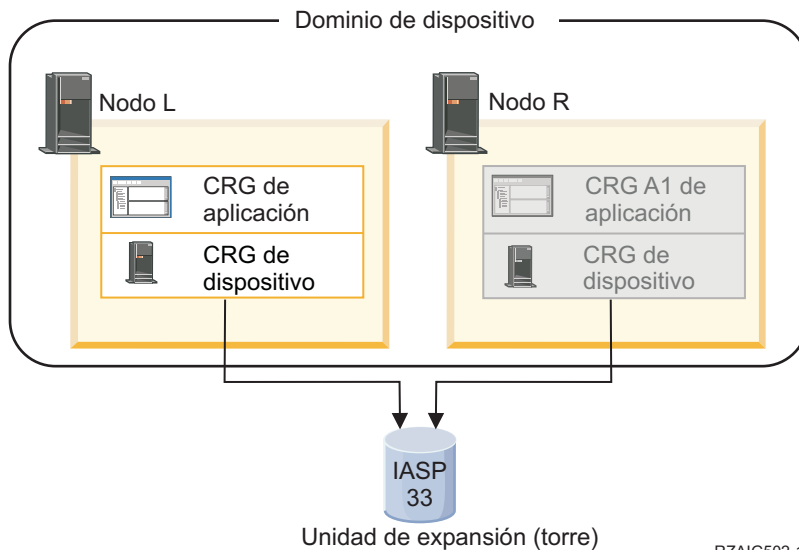 Dominio de dispositivo
Nodo L
Nodo R
CRG de
aplicación
CRG de
dispositivo
CRG A1 de
aplicación
CRG de
dispositivo
IASP
33
Unidad de expansión (torre)